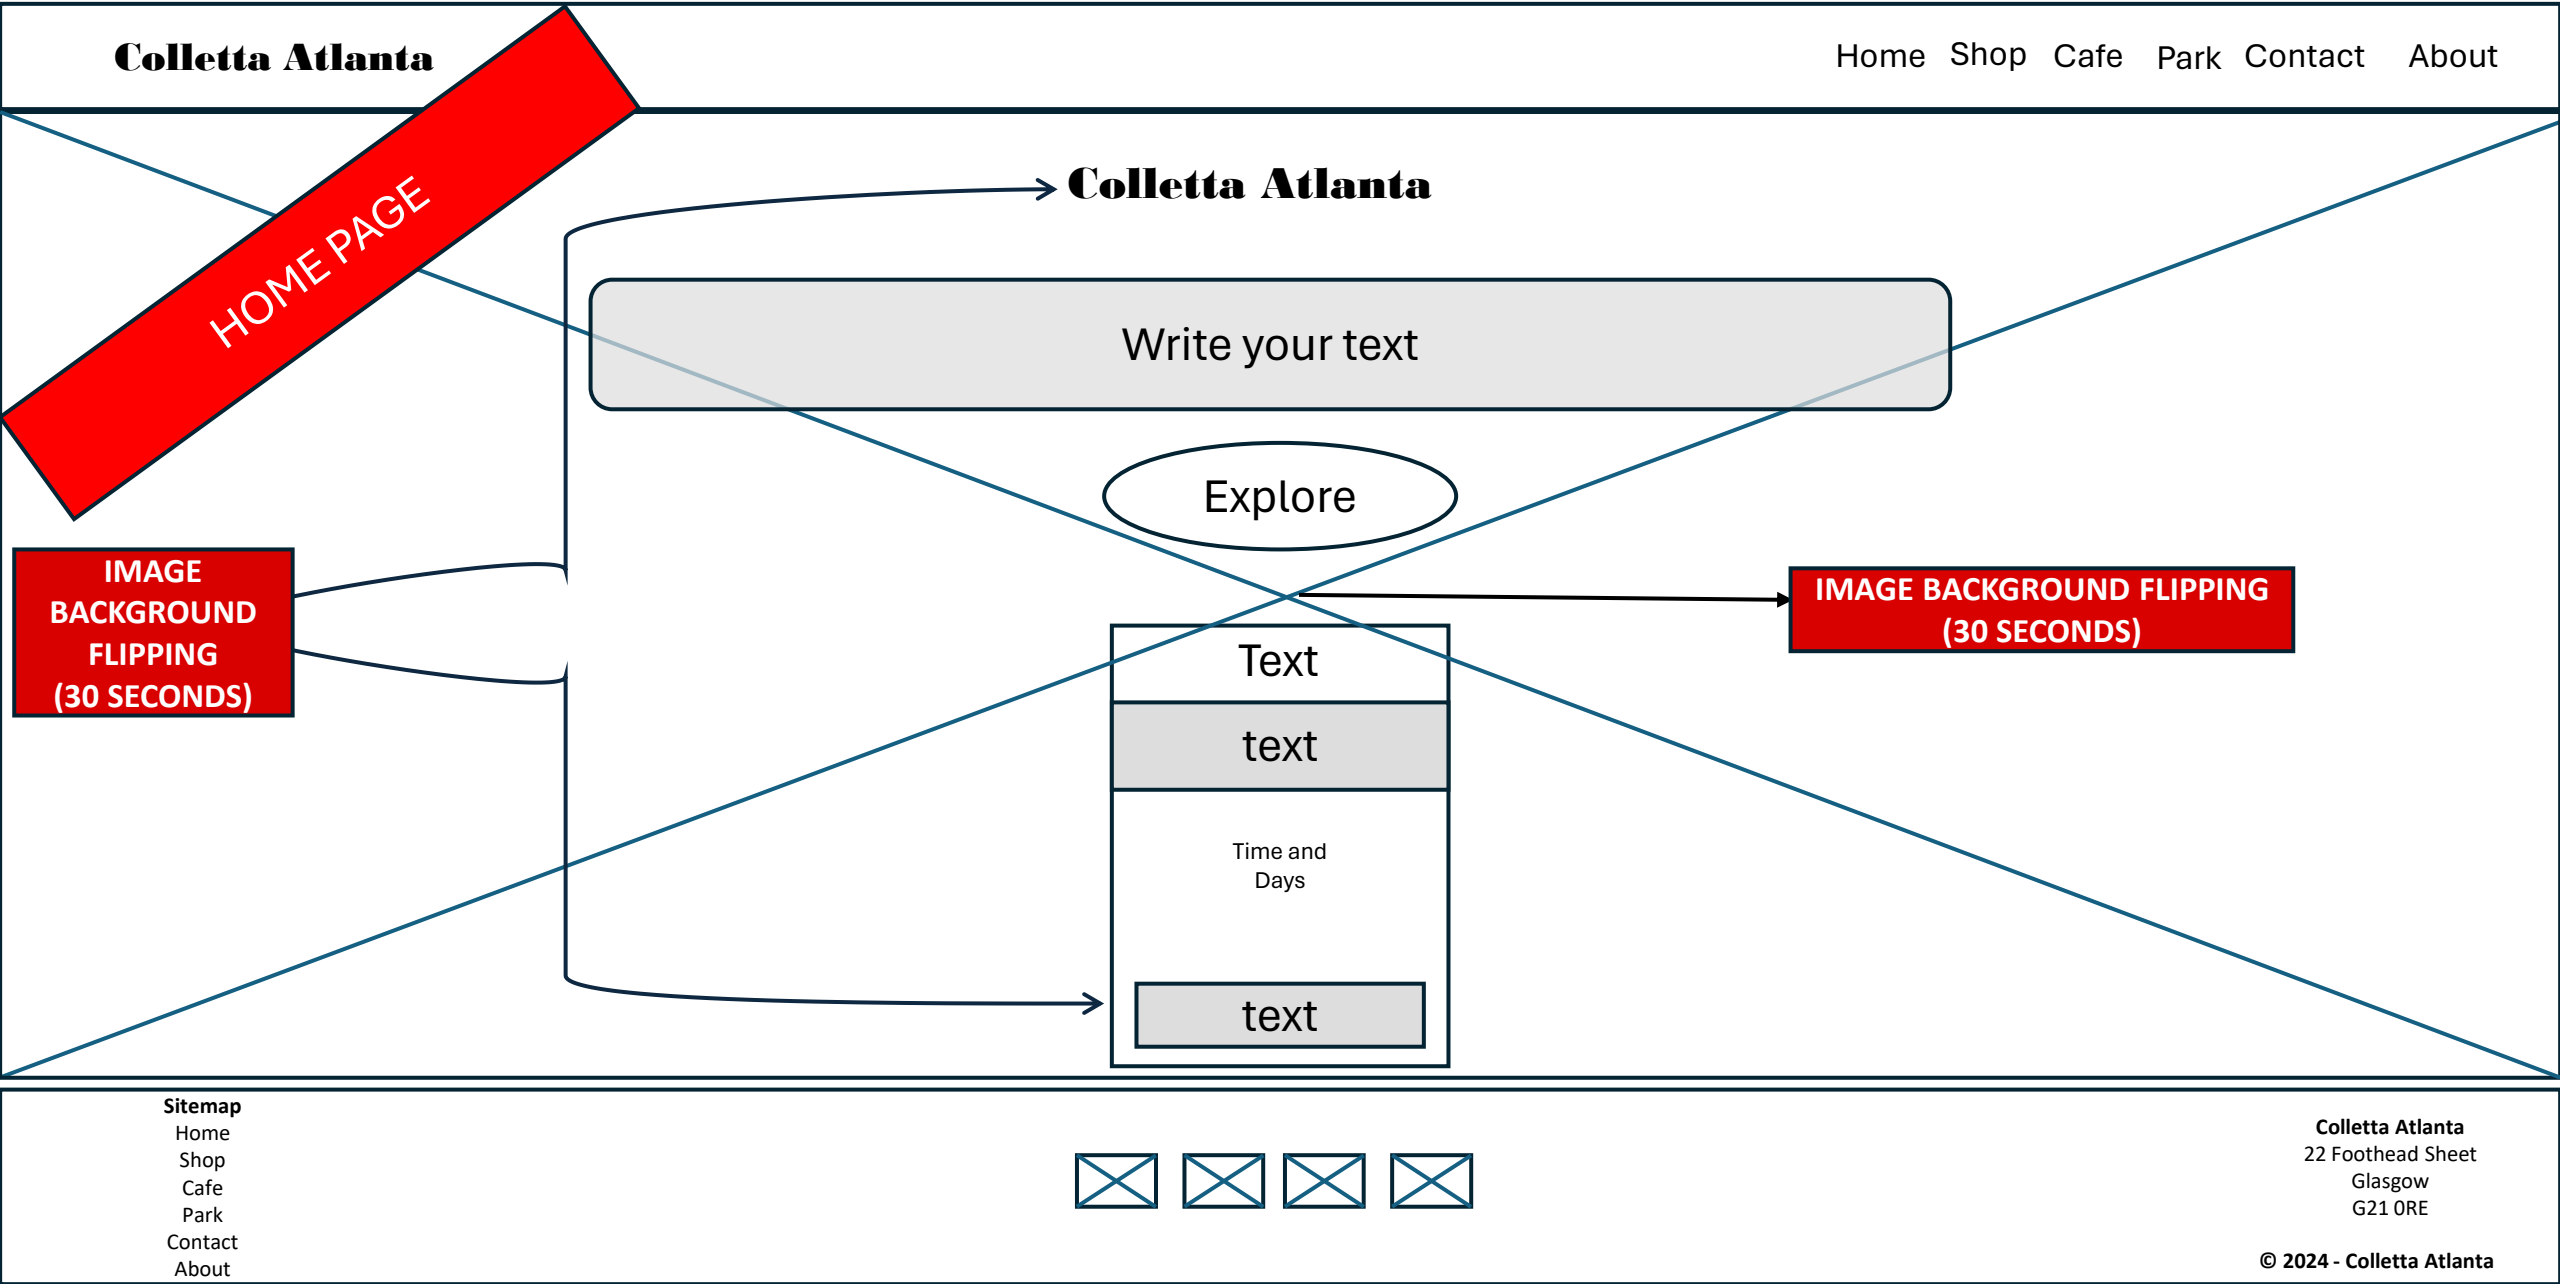 Colletta Atlanta
Home Shop Cafe Park Contact About
HOME PAGE
Colletta Atlanta
Write your text
Explore
IMAGE
BACKGROUND
FLIPPING
(30 SECONDS)
IMAGE BACKGROUND FLIPPING
(30 SECONDS)
Text
text
Time and
Days
text
Sitemap
Home
Shop
Cafe
Park
Contact
About
Colletta Atlanta
22 Foothead Sheet
Glasgow
G21 0RE
© 2024 - Colletta Atlanta